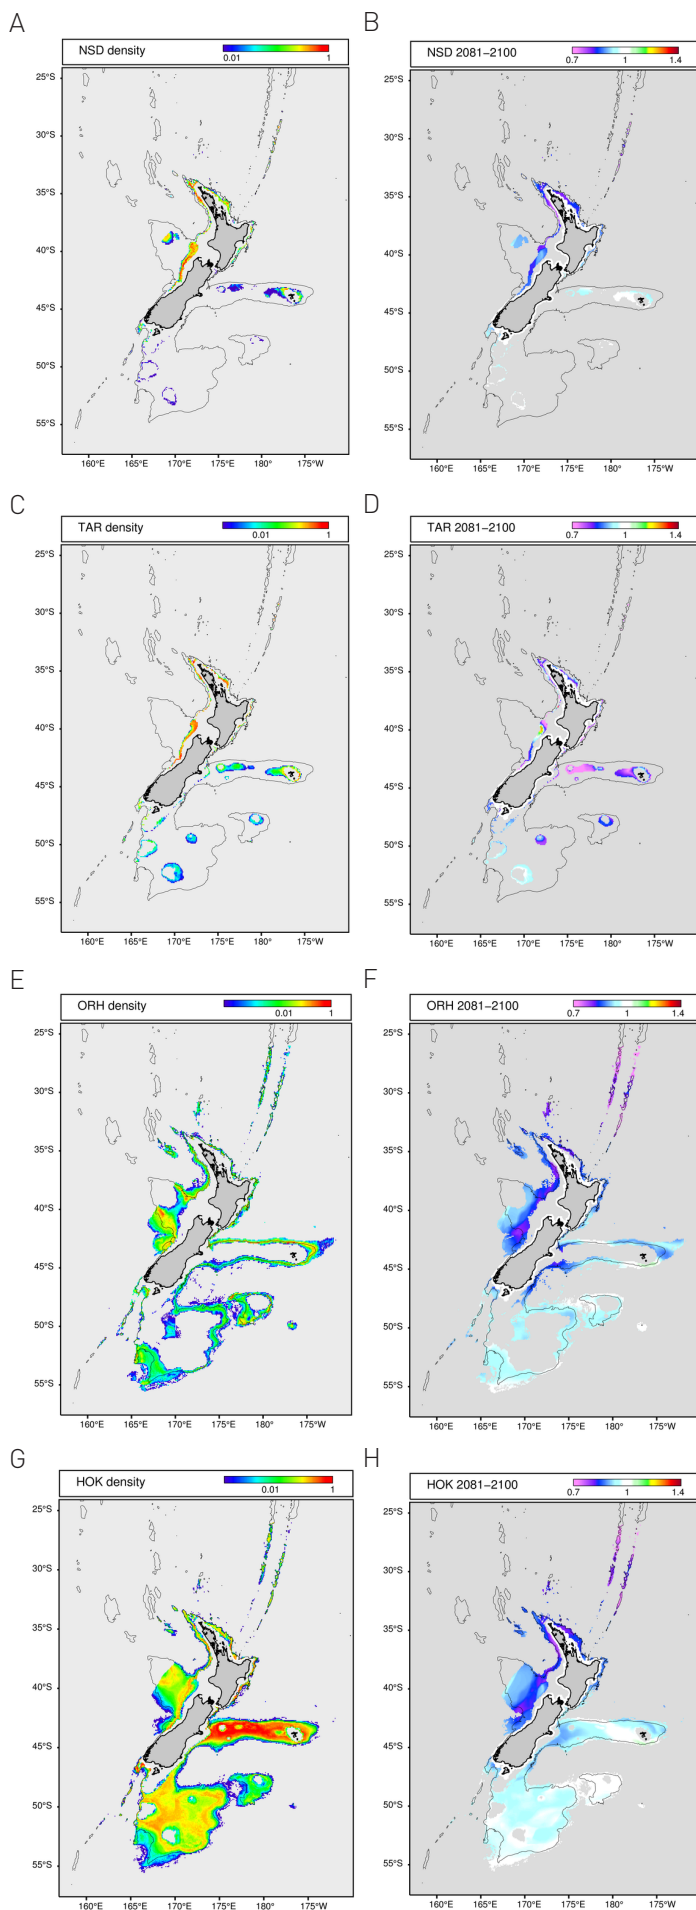 A
NSD density
0.01 1
25°S
30°S
35°S
40°S
45°S
50°S
55°S
160°E 165°E 170°E 175°E 180° 175°W
B
NSD 2081−2100
0.7 1 1.4
25°S
30°S
35°S
40°S
45°S
50°S
55°S
160°E 165°E 170°E 175°E 180° 175°W
C
TAR density
0.01 1
25°S
30°S
35°S
40°S
45°S
50°S
55°S
160°E 165°E 170°E 175°E 180° 175°W
D
TAR 2081−2100
0.7 1 1.4
25°S
30°S
35°S
40°S
45°S
50°S
55°S
160°E 165°E 170°E 175°E 180° 175°W
E
ORH density
0.01 1
25°S
30°S
35°S
40°S
45°S
50°S
55°S
160°E 165°E 170°E 175°E 180° 175°W
F
ORH 2081−2100
0.7 1 1.4
25°S
30°S
35°S
40°S
45°S
50°S
55°S
160°E 165°E 170°E 175°E 180° 175°W
G
HOK density
0.01 1
25°S
30°S
35°S
40°S
45°S
50°S
55°S
160°E 165°E 170°E 175°E 180° 175°W
H
HOK 2081−2100
0.7 1 1.4
25°S
30°S
35°S
40°S
45°S
50°S
55°S
160°E 165°E 170°E 175°E 180° 175°W